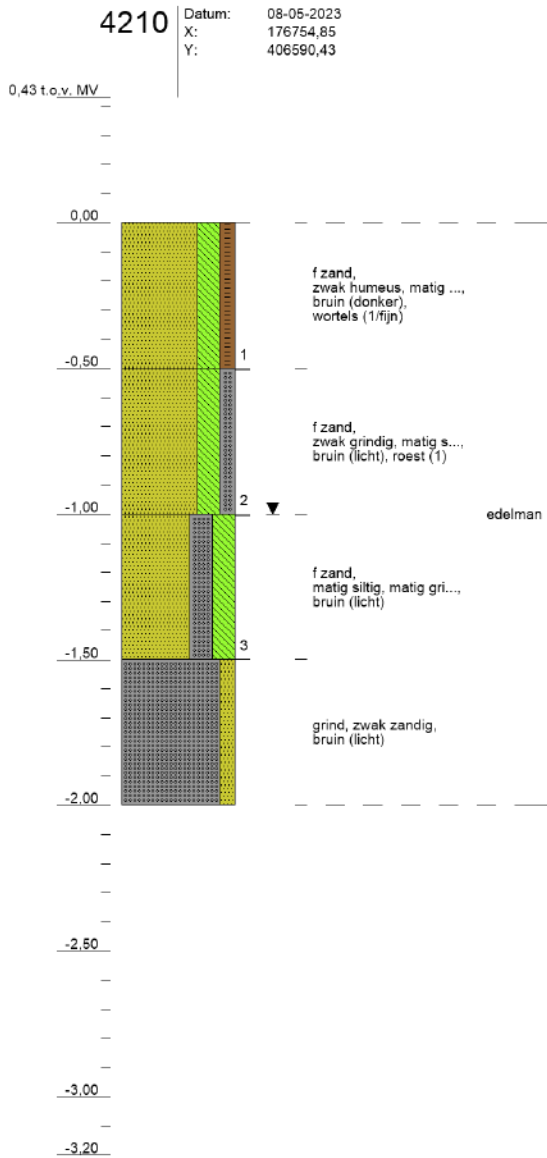 4210
Datum: 08-05-2023
X: 176754,85
Y: 406590,43
0,43 t.o.v. MV
0,00
f zand,
zwak humeus, matig ...,
bruin (donker),
wortels (1/fijn)
1
-0,50
f zand,
zwak grindig, matig s...,
bruin (licht), roest (1)
2
-1,00
edelman
f zand,
matig siltig, matig gri...,
bruin (licht)
3
-1,50
grind, zwak zandig,
bruin (licht)
-2,00
-2,50
-3,00
-3,20